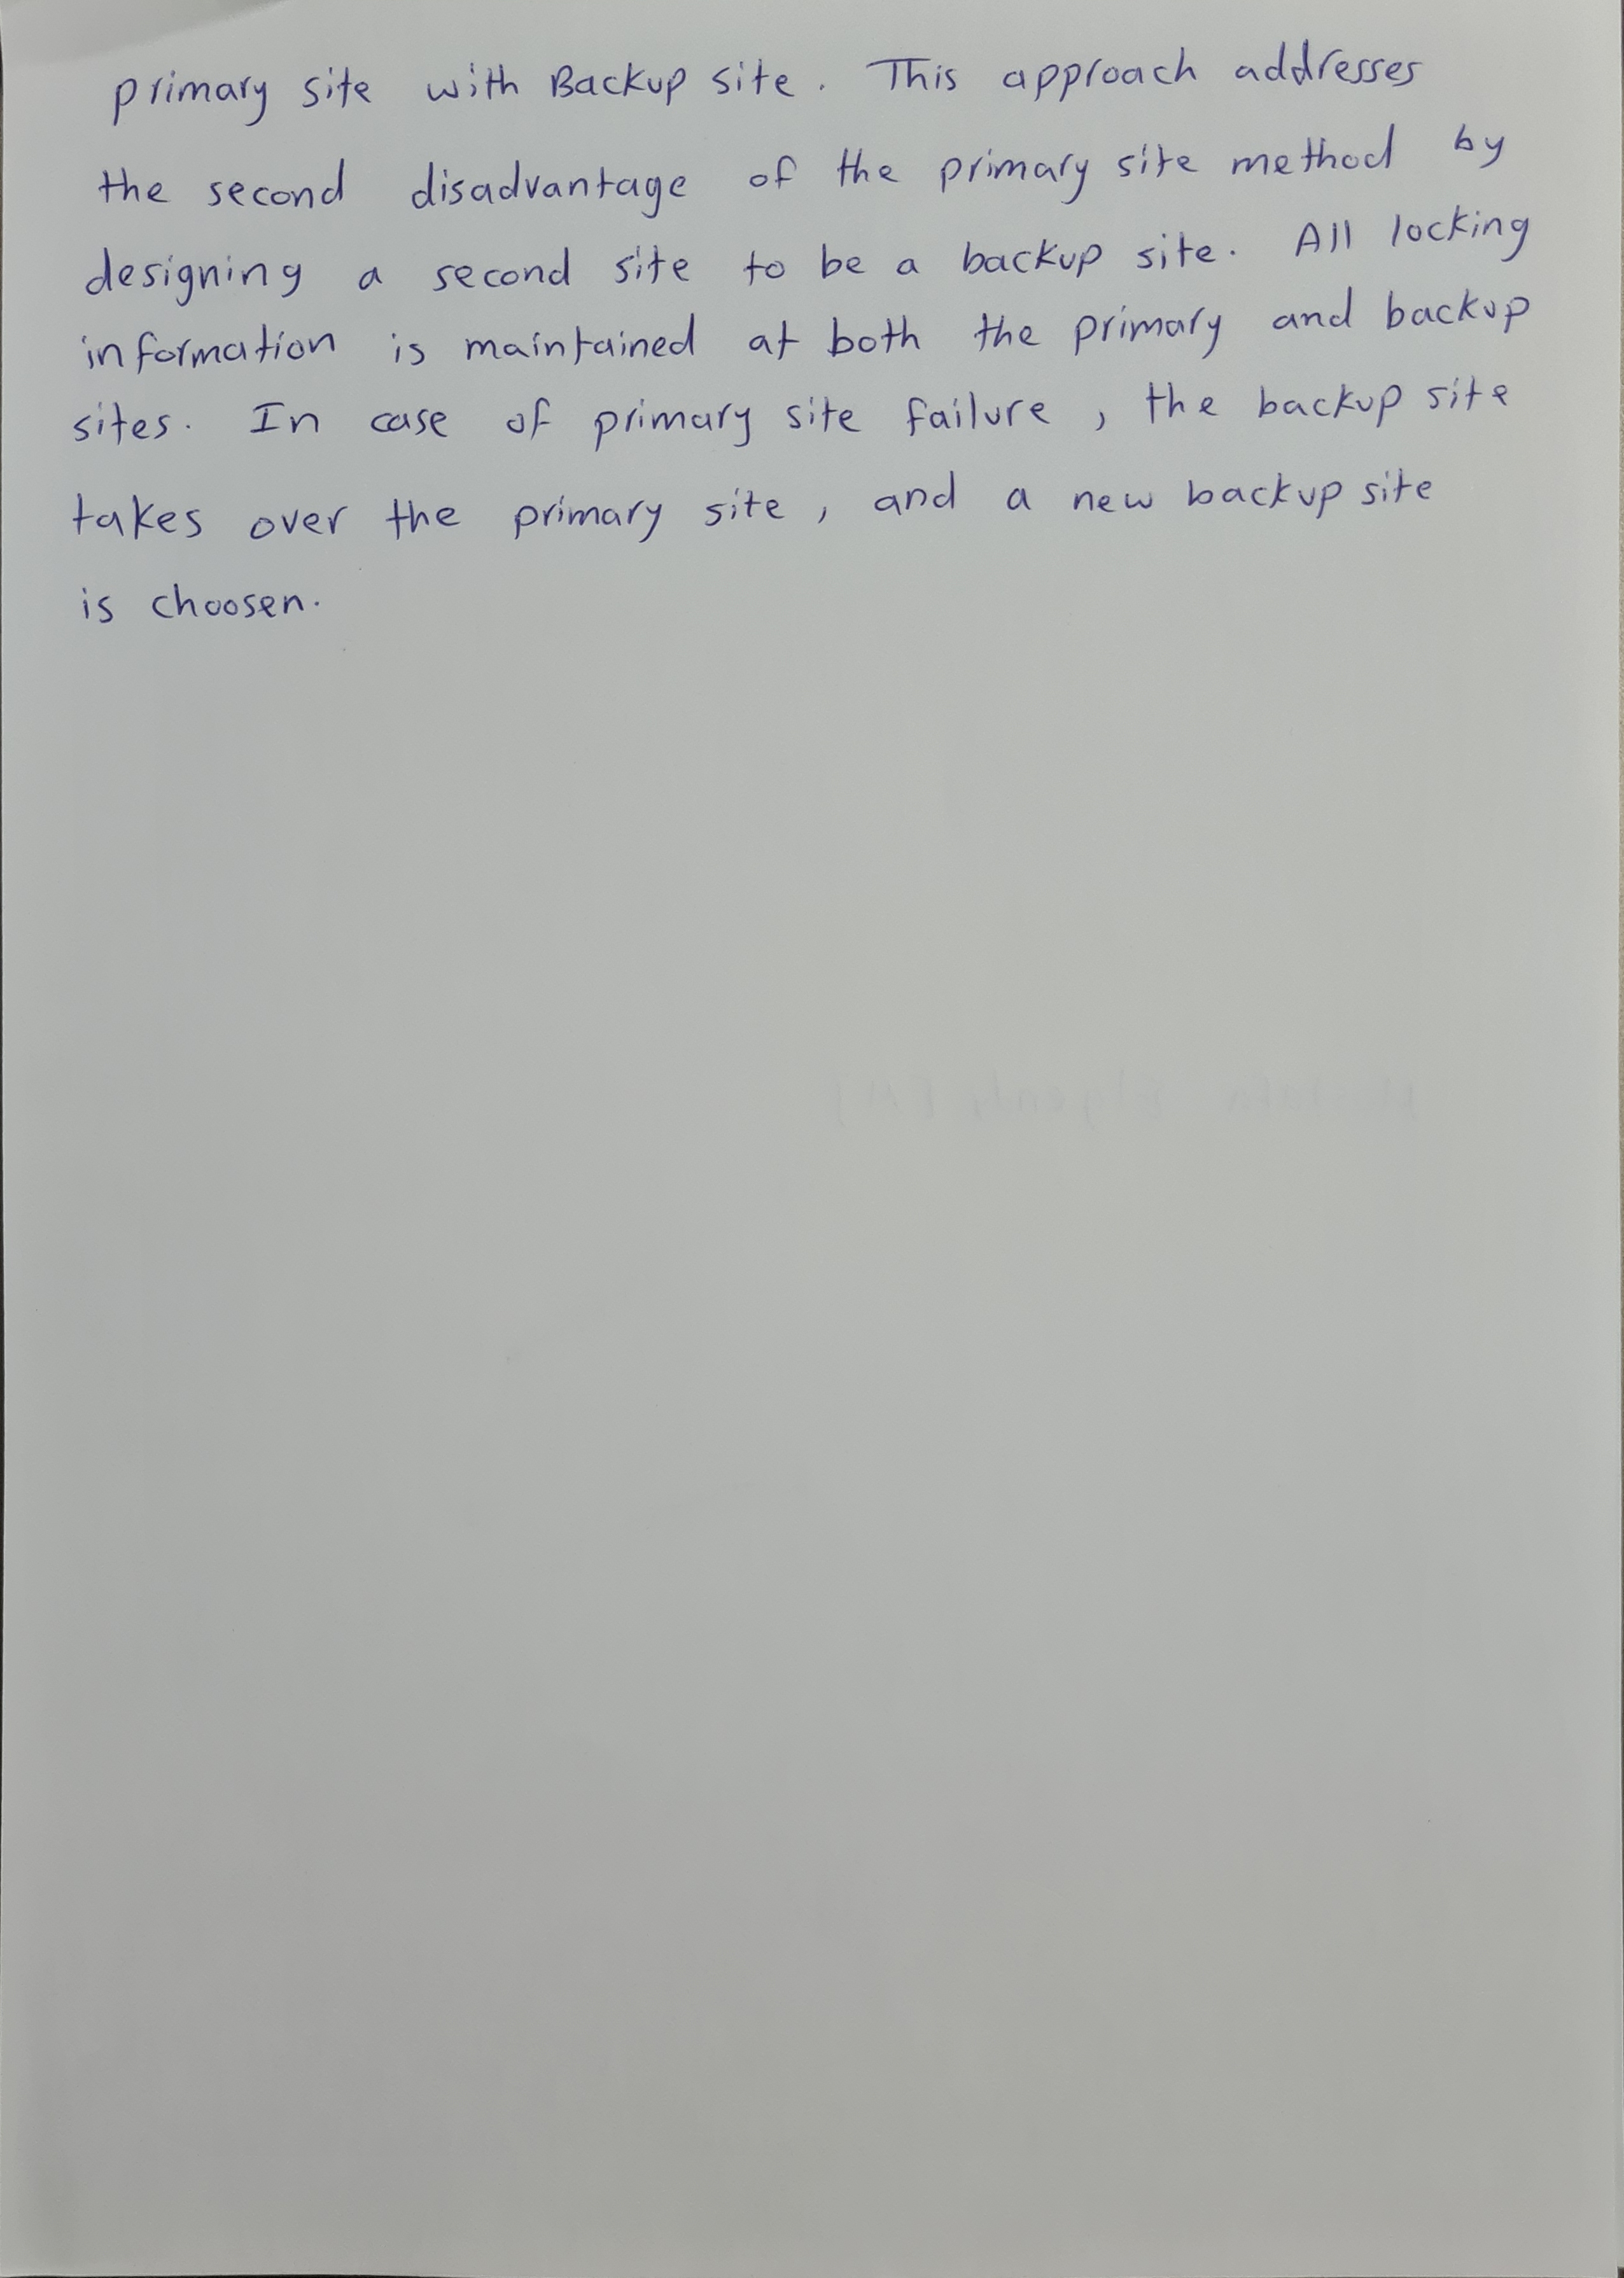 primary site with Backup site. This approach addresses
the second disadvantage of the primary site method by
designing a second site to be a backup site. All locking
information is maintained at both the primary and backup
sites. In case of primary site failure, the backup site
takes over the primary site, and a new backup site
is choosen.